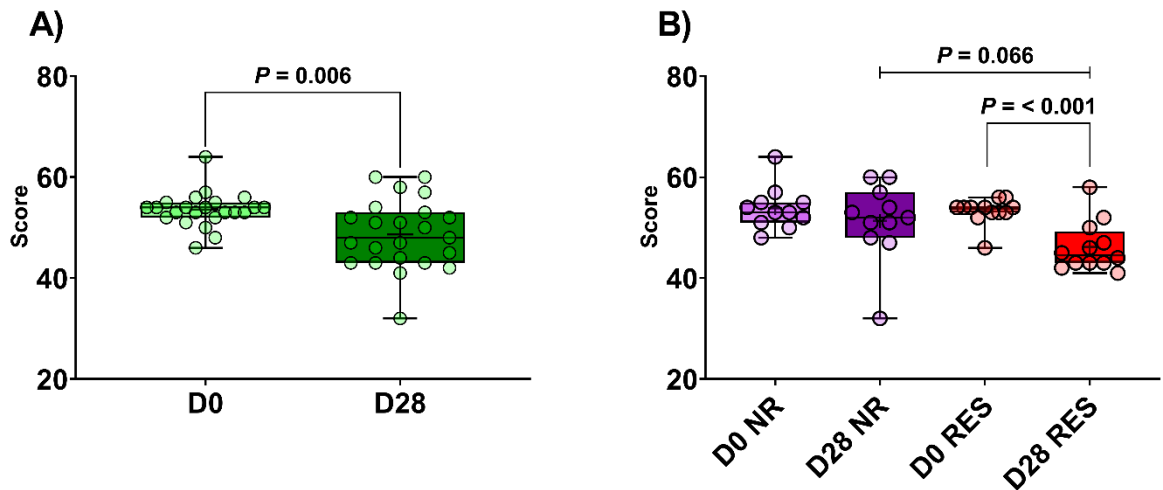 A)
P = 0.006
80
60
40
20
Score
D0
D28
B)
P = 0.066
P = < 0.001
80
60
40
20
Score
D0 NR
D28 NR
D0 RES
D28 RES